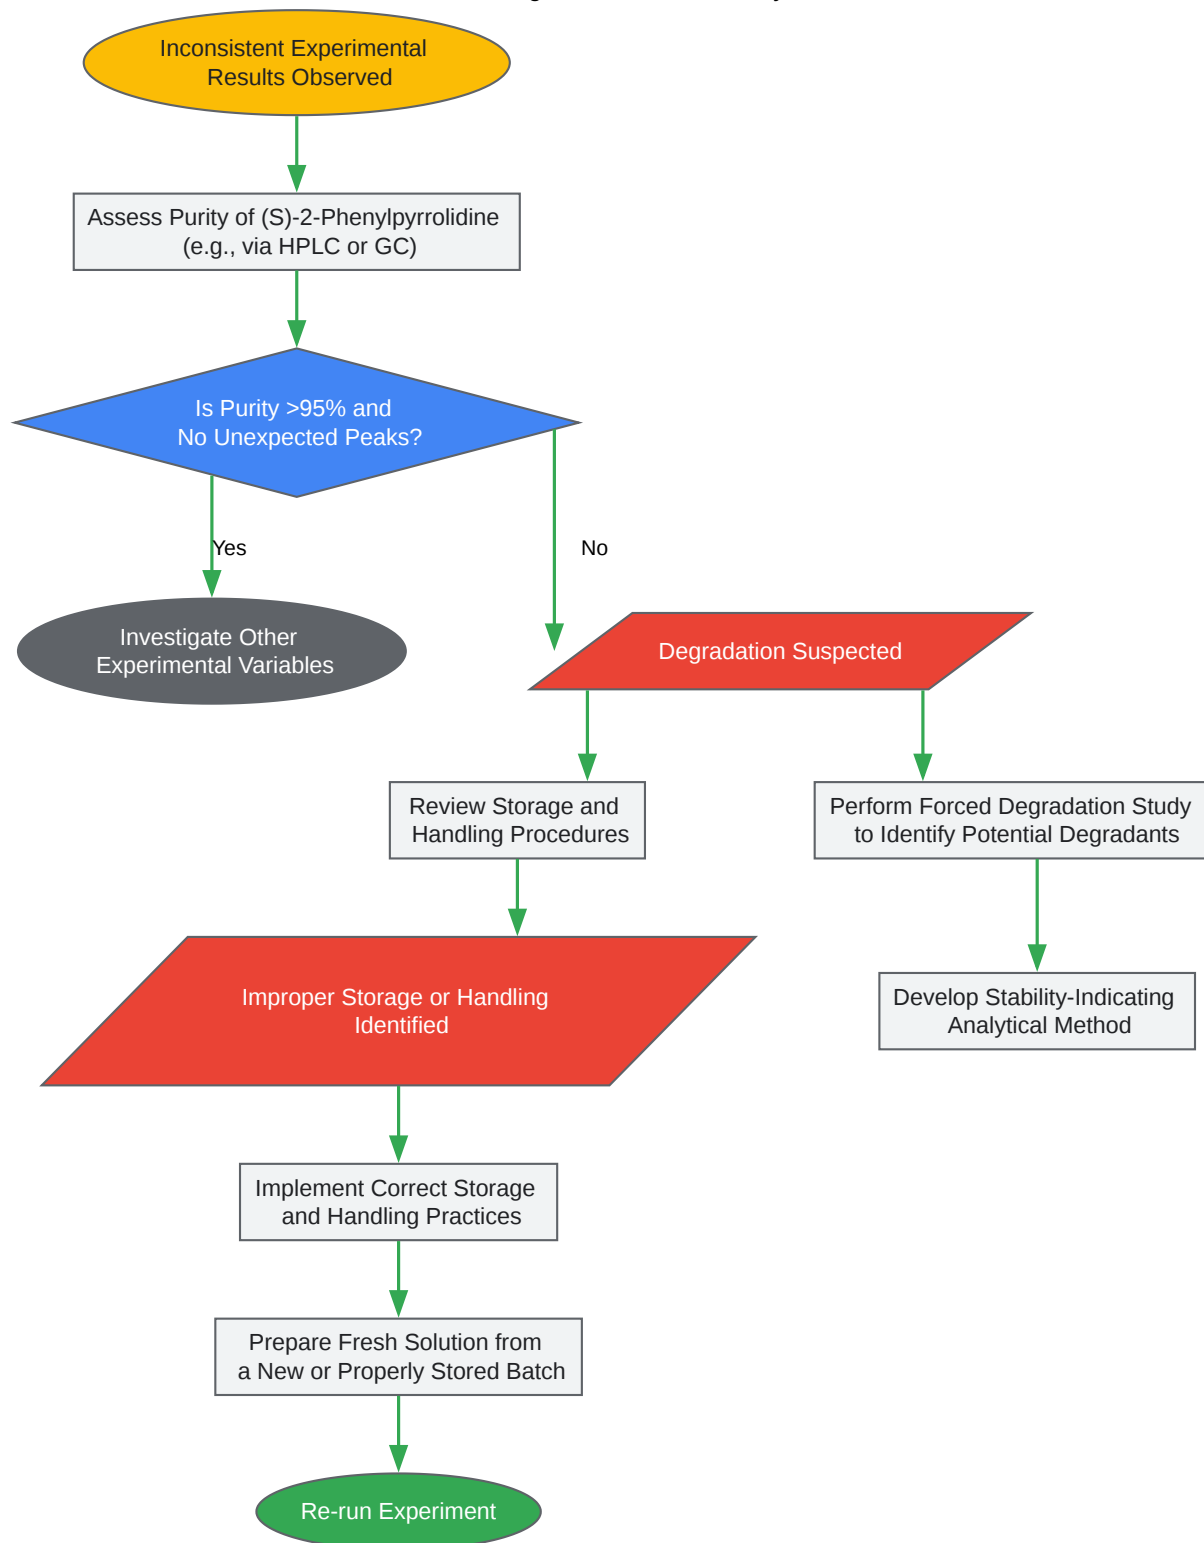 Inconsistent Experimental
Results Observed
Assess Purity of (S)-2-Phenylpyrrolidine
(e.g., via HPLC or GC)
Is Purity >95% and
No Unexpected Peaks?
Yes
No
Investigate Other
Experimental Variables
Degradation Suspected
Review Storage and
Handling Procedures
Perform Forced Degradation Study
to Identify Potential Degradants
Improper Storage or Handling
Identified
Develop Stability-Indicating
Analytical Method
Implement Correct Storage
and Handling Practices
Prepare Fresh Solution from
a New or Properly Stored Batch
Re-run Experiment